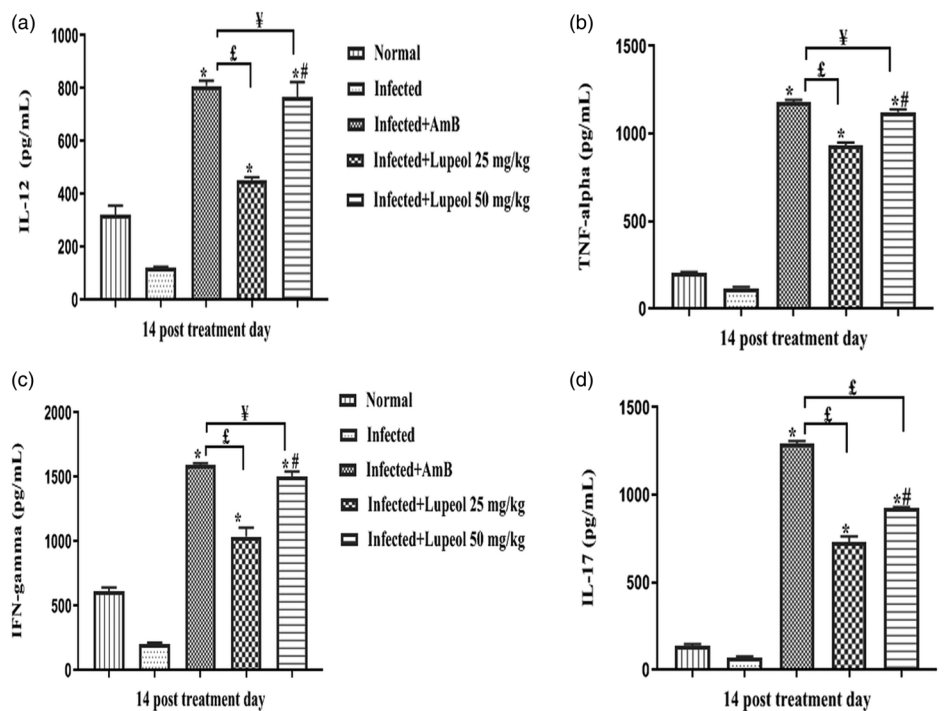 (a)
IL-12 (pg/mL)
1000
800
600
400
200
0
¥
£
*
*
*#
14 post treatment day
Normal
Infected
Infected+AmB
Infected+Lupeol 25 mg/kg
Infected+Lupeol 50 mg/kg
(b)
TNF-alpha (pg/mL)
1500
1000
500
0
¥
£
*
*
*#
14 post treatment day
(c)
IFN-gamma (pg/mL)
2000
1500
1000
500
0
¥
£
*
*
*#
14 post treatment day
Normal
Infected
Infected+AmB
Infected+Lupeol 25 mg/kg
Infected+Lupeol 50 mg/kg
(d)
IL-17 (pg/mL)
1500
1000
500
0
£
£
*
*
*#
14 post treatment day